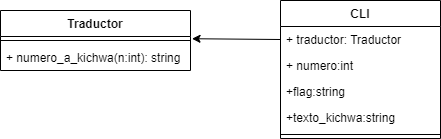 Traductor
+ numero_a_kichwa(n:int): string
CLI
+ traductor: Traductor
+ numero:int
+flag:string
+texto_kichwa:string